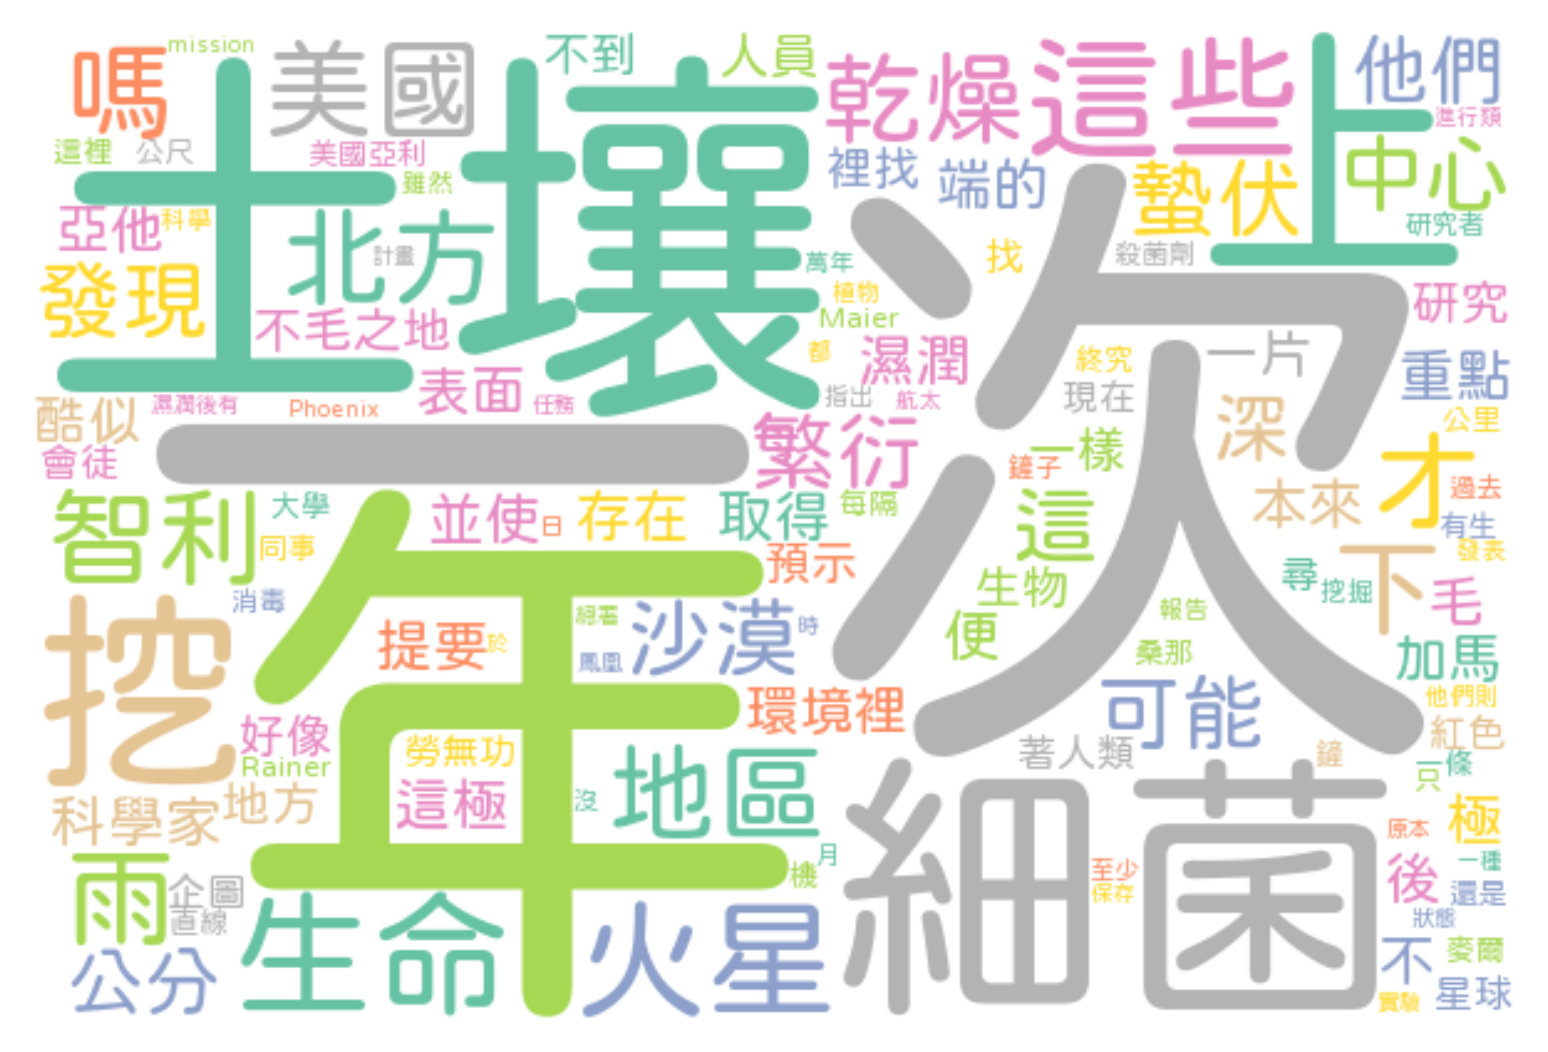 mission
嗎
美國
不到
人員
乾燥
這些
上
他們
進行類
這裡
公尺
美國亞利
土壤
雖然
裡找
端的
蟄伏
中心
亞他
科學
北方
計畫
萬年
找
殺菌劑
研究者
發現
不毛之地
植物
Maier
研究
都
濕潤
終究
一片
重點
酷似
濕潤後有
Phoenix
表面
任務
指出
航太
現在
深
公里
會徒
一次
繁衍
一樣
鏟子
本來
才
過去
智利
大學
同事
並使
日
存在
取得
每隔
這
有生
發表
預示
尋
挖掘
下
毛
生物
挖
消毒
年
提要
於
總署
鳳凰
沙漠
時
便
報告
桑那
加馬
好像
Rainer
勞無功
環境裡
可能
他們則
紅色
著人類
鏟
一條
只
科學家
地方
這極
沒
地區
極
原本
雨
企圖
直線
機
月
細菌
至少
保存
後
一種
還是
狀態
公分
生命
火星
不
麥爾
實驗
星球